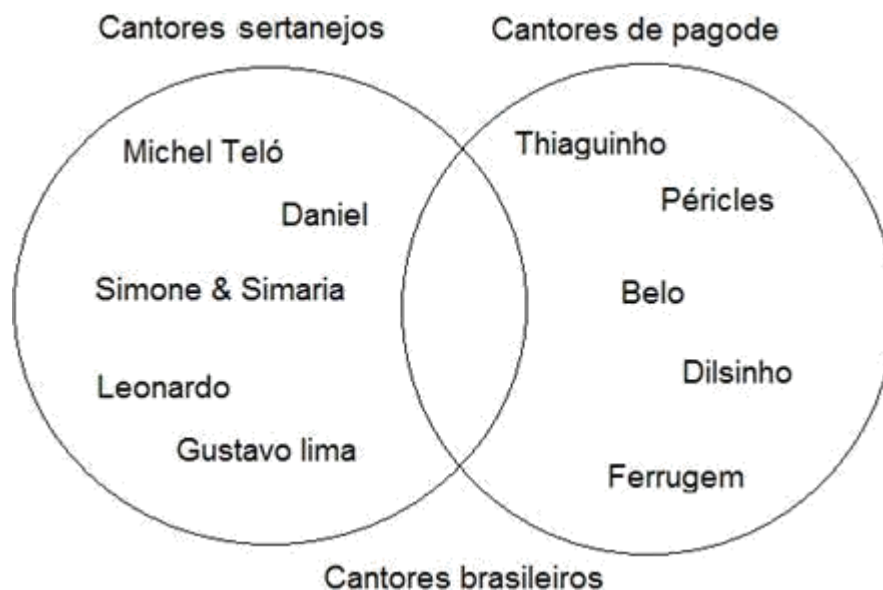 Cantores sertanejos
Cantores de pagode
Michel Teló
Daniel
Simone & Simaria
Leonardo
Gustavo lima
Thiaguinho
Péricles
Belo
Dilsinho
Ferrugem
Cantores brasileiros